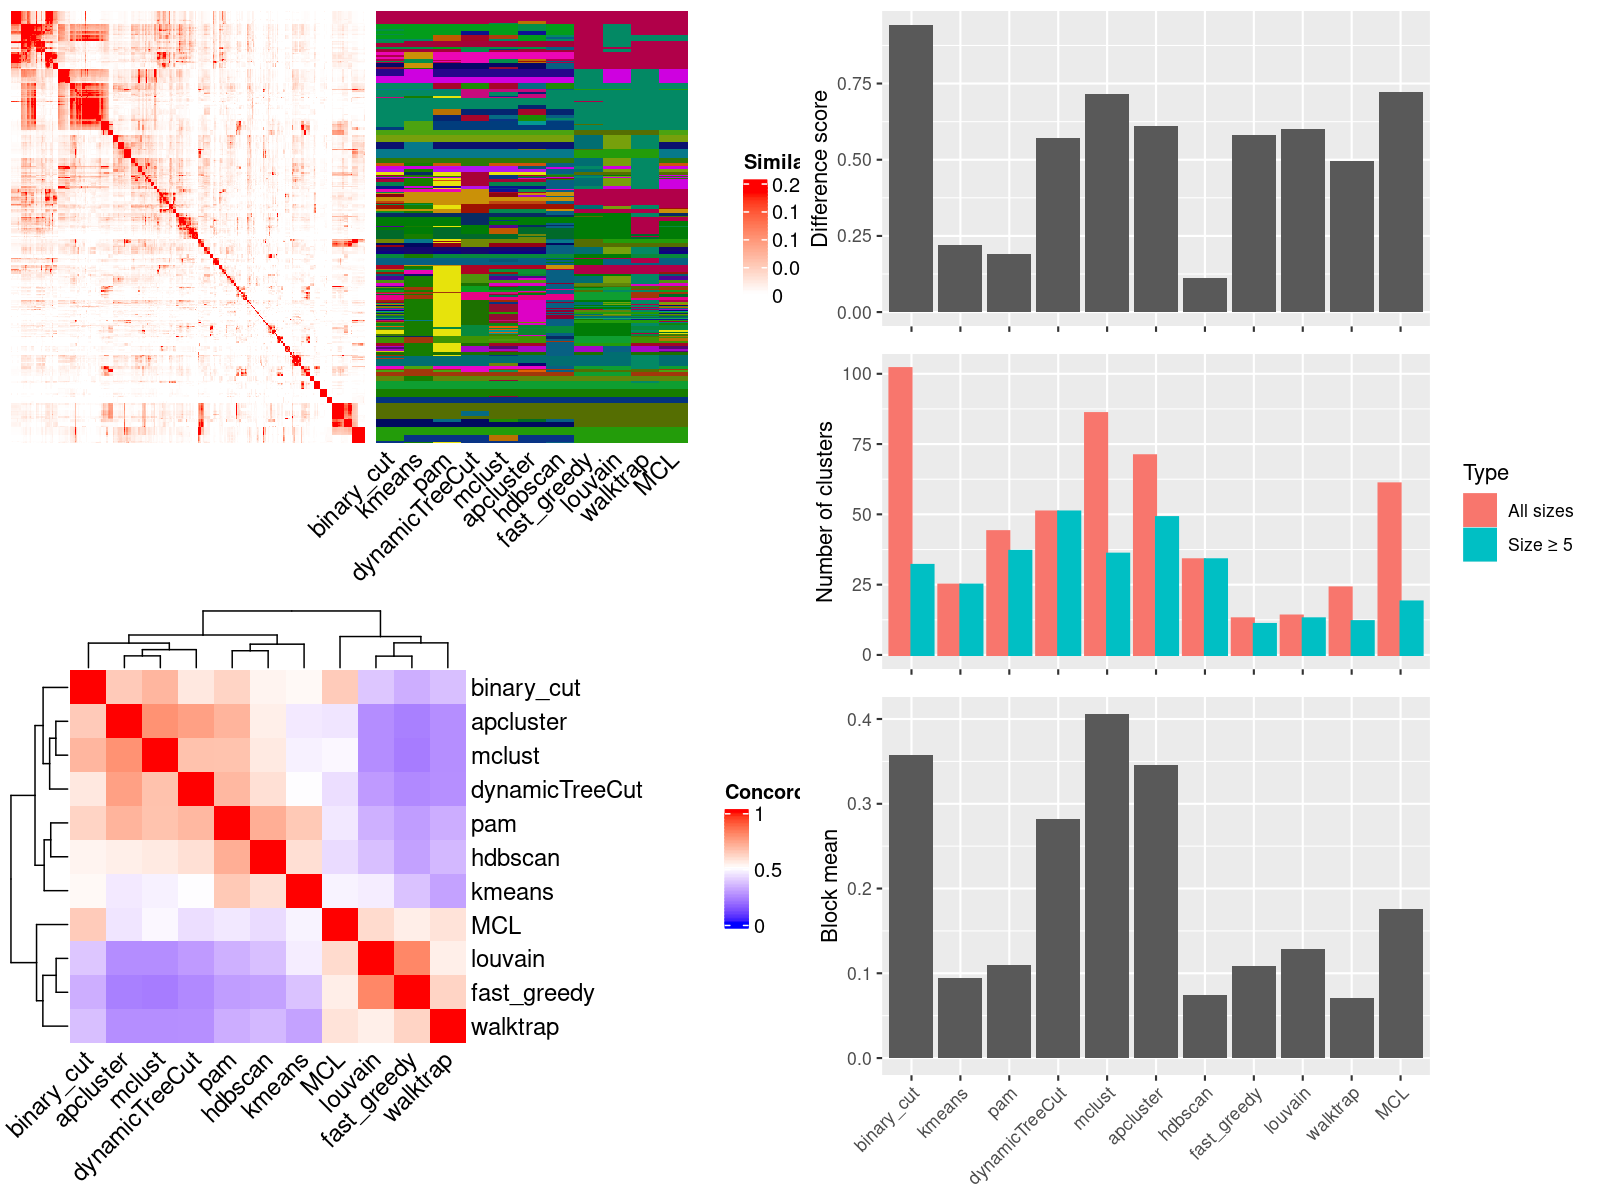 Simila
0.2
0.1
0.1
0.0
0
binary_cut
kmeans
pam
dynamicTreeCut
mclust
apcluster
hdbscan
fast_greedy
louvain
walktrap
MCL
binary_cut
apcluster
mclust
dynamicTreeCut
pam
hdbscan
kmeans
MCL
louvain
fast_greedy
walktrap
binary_cut
apcluster
mclust
dynamicTreeCut
pam
hdbscan
kmeans
MCL
louvain
fast_greedy
walktrap
Concord
1
0.5
0
Difference score
0.75
0.50
0.25
0.00
Number of clusters
100
75
50
25
0
Type
All sizes
Size ≥ 5
Block mean
0.4
0.3
0.2
0.1
0.0
binary_cut
kmeans
pam
dynamicTreeCut
mclust
apcluster
hdbscan
fast_greedy
louvain
walktrap
MCL